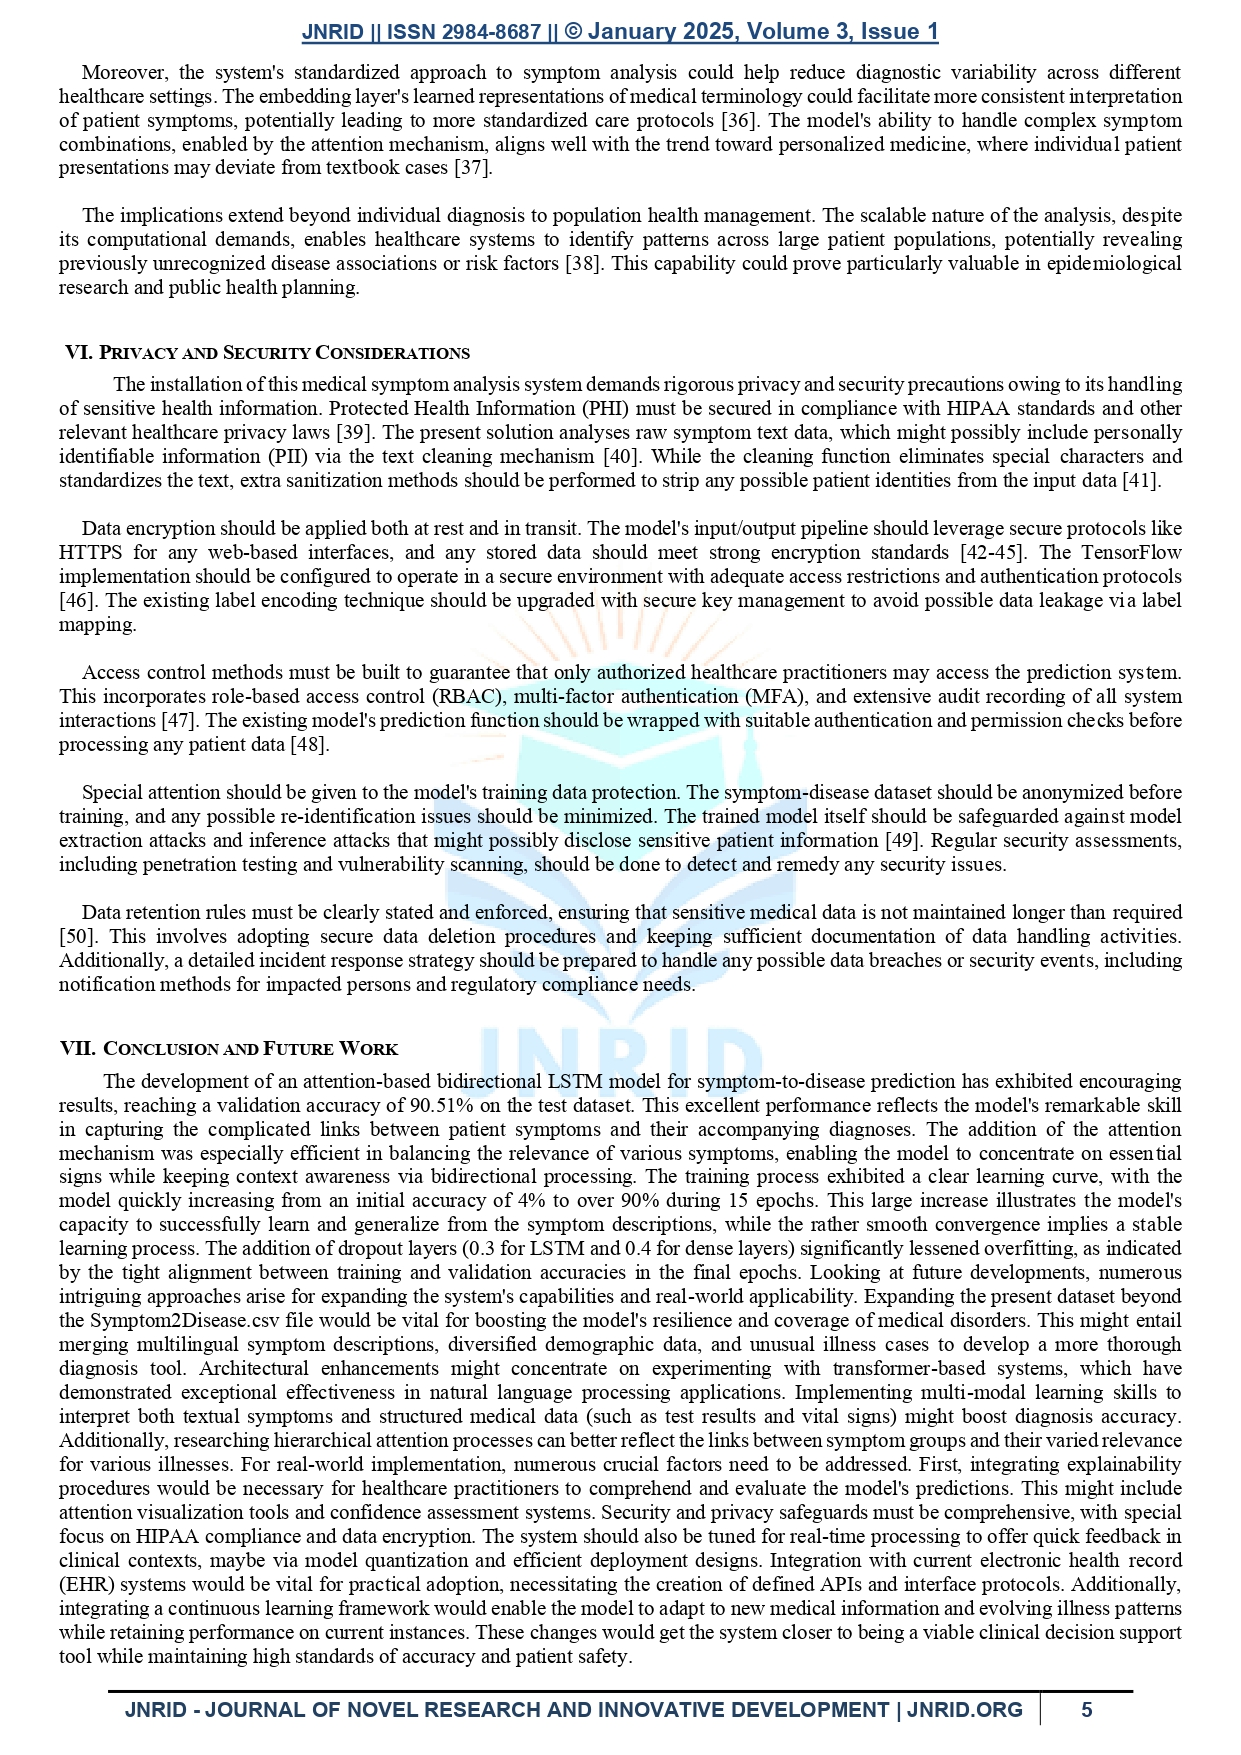 JNRID || ISSN 2984-8687 || © January 2025, Volume 3, Issue 1
Moreover, the system's standardized approach to symptom analysis could help reduce diagnostic variability across different
healthcare settings. The embedding layer's learned representations of medical terminology could facilitate more consistent interpretation
of patient symptoms, potentially leading to more standardized care protocols [36]. The model's ability to handle complex symptom
combinations, enabled by the attention mechanism, aligns well with the trend toward personalized medicine, where individual patient
presentations may deviate from textbook cases [37].
The implications extend beyond individual diagnosis to population health management. The scalable nature of the analysis, despite
its computational demands, enables healthcare systems to identify patterns across large patient populations, potentially revealing
previously unrecognized disease associations or risk factors [38]. This capability could prove particularly valuable in epidemiological
research and public health planning.
VI. PRIVACY AND SECURITY CONSIDERATIONS
The installation of this medical symptom analysis system demands rigorous privacy and security precautions owing to its handling
of sensitive health information. Protected Health Information (PHI) must be secured in compliance with HIPAA standards and other
relevant healthcare privacy laws [39]. The present solution analyses raw symptom text data, which might possibly include personally
identifiable information (PII) via the text cleaning mechanism [40]. While the cleaning function eliminates special characters and
standardizes the text, extra sanitization methods should be performed to strip any possible patient identities from the input data [41].
Data encryption should be applied both at rest and in transit. The model's input/output pipeline should leverage secure protocols like
HTTPS for any web-based interfaces, and any stored data should meet strong encryption standards [42-45]. The TensorFlow
implementation should be configured to operate in a secure environment with adequate access restrictions and authentication protocols
[46]. The existing label encoding technique should be upgraded with secure key management to avoid possible data leakage via label
mapping.
Access control methods must be built to guarantee that only authorized healthcare practitioners may access the prediction system.
This incorporates role-based access control (RBAC), multi-factor authentication (MFA), and extensive audit recording of all system
interactions [47]. The existing model's prediction function should be wrapped with suitable authentication and permission checks before
processing any patient data [48].
Special attention should be given to the model's training data protection. The symptom-disease dataset should be anonymized before
training, and any possible re-identification issues should be minimized. The trained model itself should be safeguarded against model
extraction attacks and inference attacks that might possibly disclose sensitive patient information [49]. Regular security assessments,
including penetration testing and vulnerability scanning, should be done to detect and remedy any security issues.
Data retention rules must be clearly stated and enforced, ensuring that sensitive medical data is not maintained longer than required
[50]. This involves adopting secure data deletion procedures and keeping sufficient documentation of data handling activities.
Additionally, a detailed incident response strategy should be prepared to handle any possible data breaches or security events, including
notification methods for impacted persons and regulatory compliance needs.
JNRID
VII. CONCLUSION AND FUTURE WORK
The development of an attention-based bidirectional LSTM model for symptom-to-disease prediction has exhibited encouraging
results, reaching a validation accuracy of 90.51% on the test dataset. This excellent performance reflects the model's remarkable skill
in capturing the complicated links between patient symptoms and their accompanying diagnoses. The addition of the attention
mechanism was especially efficient in balancing the relevance of various symptoms, enabling the model to concentrate on essential
signs while keeping context awareness via bidirectional processing. The training process exhibited a clear learning curve, with the
model quickly increasing from an initial accuracy of 4% to over 90% during 15 epochs. This large increase illustrates the model's
capacity to successfully learn and generalize from the symptom descriptions, while the rather smooth convergence implies a stable
learning process. The addition of dropout layers (0.3 for LSTM and 0.4 for dense layers) significantly lessened overfitting, as indicated
by the tight alignment between training and validation accuracies in the final epochs. Looking at future developments, numerous
intriguing approaches arise for expanding the system's capabilities and real-world applicability. Expanding the present dataset beyond
the Symptom2Disease.csv file would be vital for boosting the model's resilience and coverage of medical disorders. This might entail
merging multilingual symptom descriptions, diversified demographic data, and unusual illness cases to develop a more thorough
diagnosis tool. Architectural enhancements might concentrate on experimenting with transformer-based systems, which have
demonstrated exceptional effectiveness in natural language processing applications. Implementing multi-modal learning skills to
interpret both textual symptoms and structured medical data (such as test results and vital signs) might boost diagnosis accuracy.
Additionally, researching hierarchical attention processes can better reflect the links between symptom groups and their varied relevance
for various illnesses. For real-world implementation, numerous crucial factors need to be addressed. First, integrating explainability
procedures would be necessary for healthcare practitioners to comprehend and evaluate the model's predictions. This might include
attention visualization tools and confidence assessment systems. Security and privacy safeguards must be comprehensive, with special
focus on HIPAA compliance and data encryption. The system should also be tuned for real-time processing to offer quick feedback in
clinical contexts, maybe via model quantization and efficient deployment designs. Integration with current electronic health record
(EHR) systems would be vital for practical adoption, necessitating the creation of defined APIs and interface protocols. Additionally,
integrating a continuous learning framework would enable the model to adapt to new medical information and evolving illness patterns
while retaining performance on current instances. These changes would get the system closer to being a viable clinical decision support
tool while maintaining high standards of accuracy and patient safety.
JNRID - JOURNAL OF NOVEL RESEARCH AND INNOVATIVE DEVELOPMENT | JNRID.ORG 5